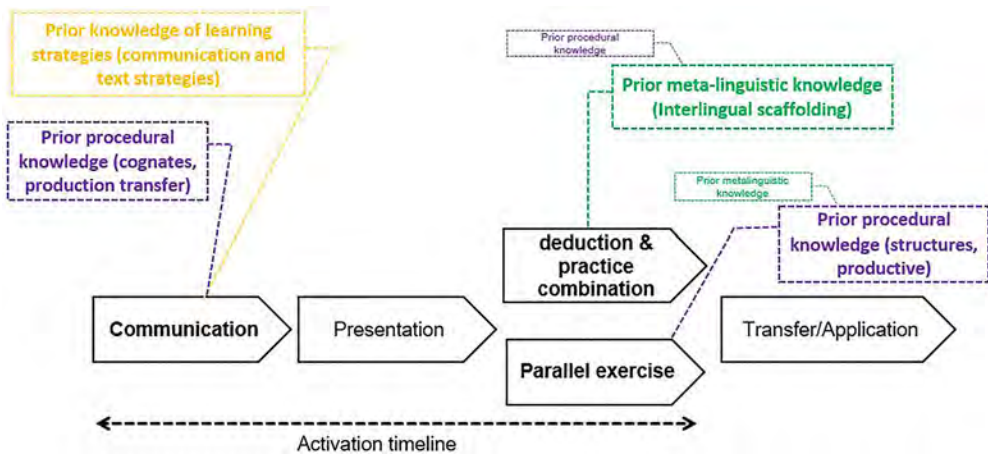 Prior knowledge of learning
strategies (communication and
text strategies)
Prior procedural
knowledge (cognates,
production transfer)
Prior procedural knowledge
Prior meta-linguistic knowledge
(Interlingual scaffolding)
Prior metalinguistic
knowledge
Prior procedural
knowledge (structures,
productive)
deduction &
practice
combination
Communication
Presentation
Transfer/Application
Parallel exercise
Activation timeline